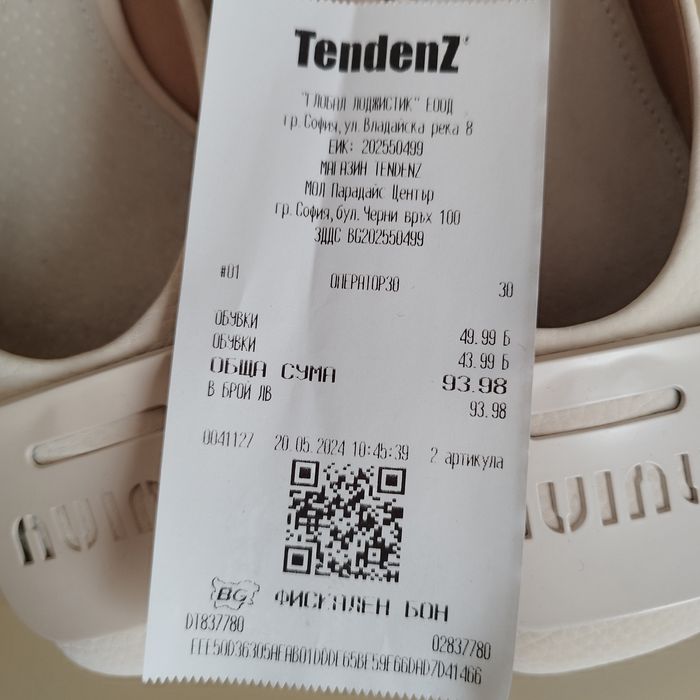 TendenZ
"ГЛОБАЛ ЛОДЖИСТИК" ЕООД
гр.София,ул.Владайска река 8
ЕИК: 202550499
МАГАЗИН TENDENZ
МОЛ Парадайс Център
гр.София,бул.Черни връх 100
ЗДДС BG202550499
#01 ОПЕРАТОР30 30
ОБУВКИ 49.99 Б
ОБУВКИ 43.99 Б
ОБЩА СУМА 93.98
В БРОЙ ЛВ 93.98
0041127 20.05.2024 10:45:39 2 артикула
BG ФИСКАЛЕН БОН
DT837780 02837780